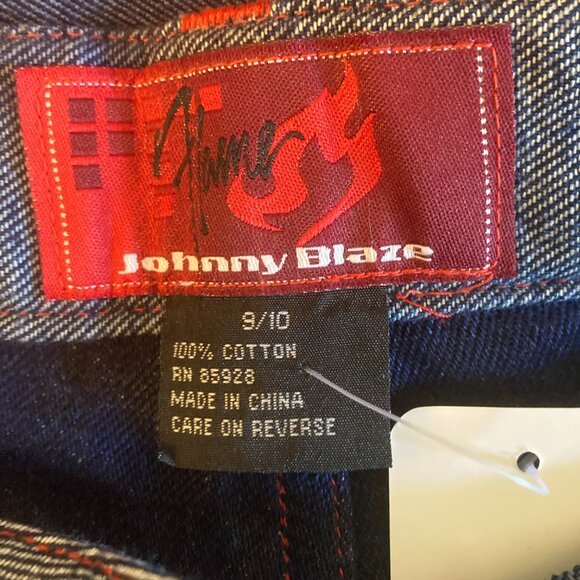 Flame
Johnny Blaze
9/10
100% COTTON
RN 85928
MADE IN CHINA
CARE ON REVERSE